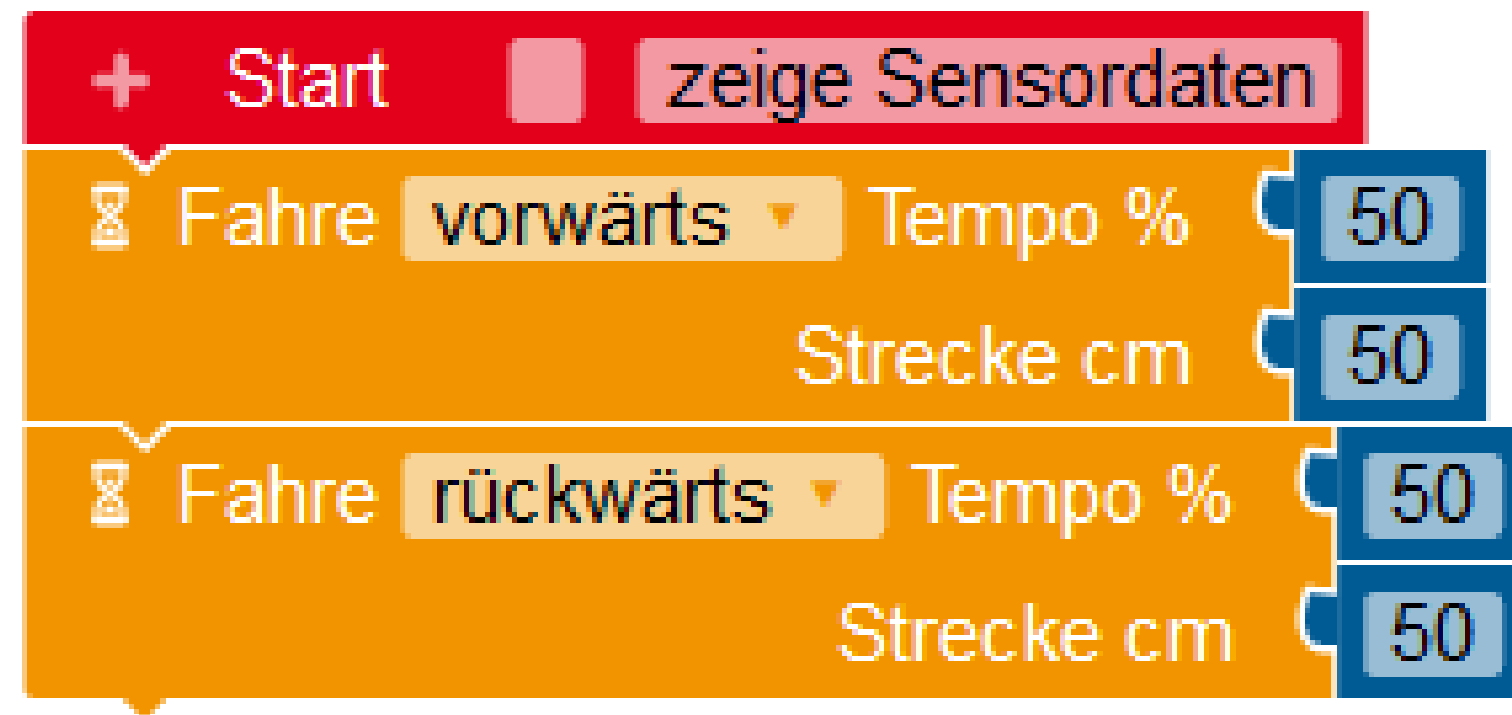 + Start zeige Sensordaten
Fahre vorwärts Tempo % 50
Strecke cm 50
Fahre rückwärts Tempo % 50
Strecke cm 50